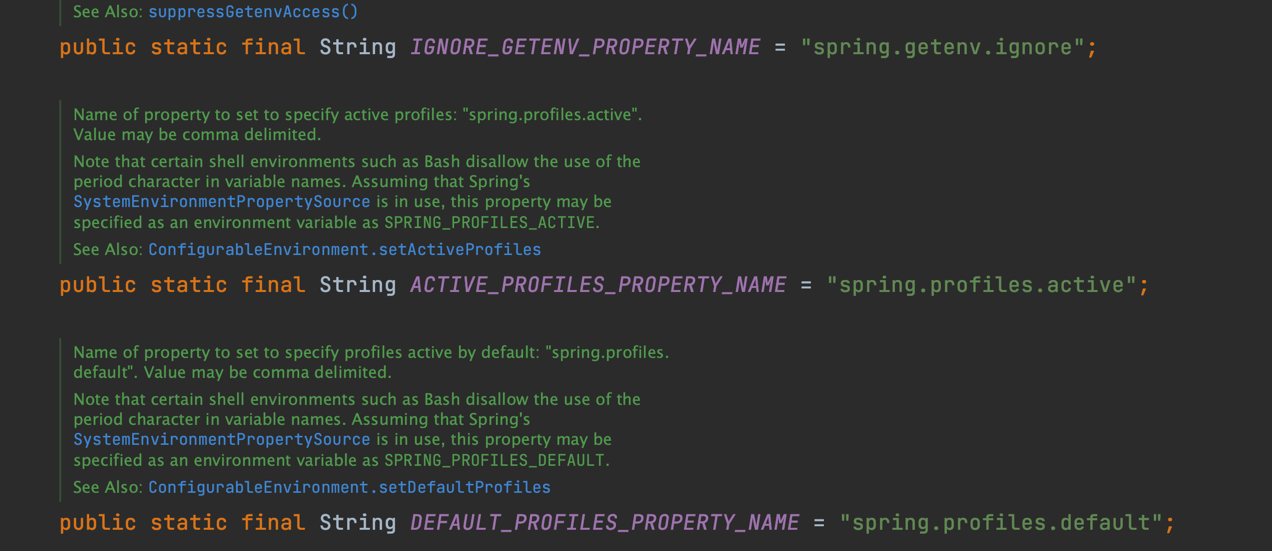 See Also: suppressGetenvAccess()
public static final String IGNORE_GETENV_PROPERTY_NAME = "spring.getenv.ignore";
Name of property to set to specify active profiles: "spring.profiles.active".
Value may be comma delimited.
Note that certain shell environments such as Bash disallow the use of the
period character in variable names. Assuming that Spring's
SystemEnvironmentPropertySource is in use, this property may be
specified as an environment variable as SPRING_PROFILES_ACTIVE.
See Also: ConfigurableEnvironment.setActiveProfiles
public static final String ACTIVE_PROFILES_PROPERTY_NAME = "spring.profiles.active";
Name of property to set to specify profiles active by default: "spring.profiles.
default". Value may be comma delimited.
Note that certain shell environments such as Bash disallow the use of the
period character in variable names. Assuming that Spring's
SystemEnvironmentPropertySource is in use, this property may be
specified as an environment variable as SPRING_PROFILES_DEFAULT.
See Also: ConfigurableEnvironment.setDefaultProfiles
public static final String DEFAULT_PROFILES_PROPERTY_NAME = "spring.profiles.default";